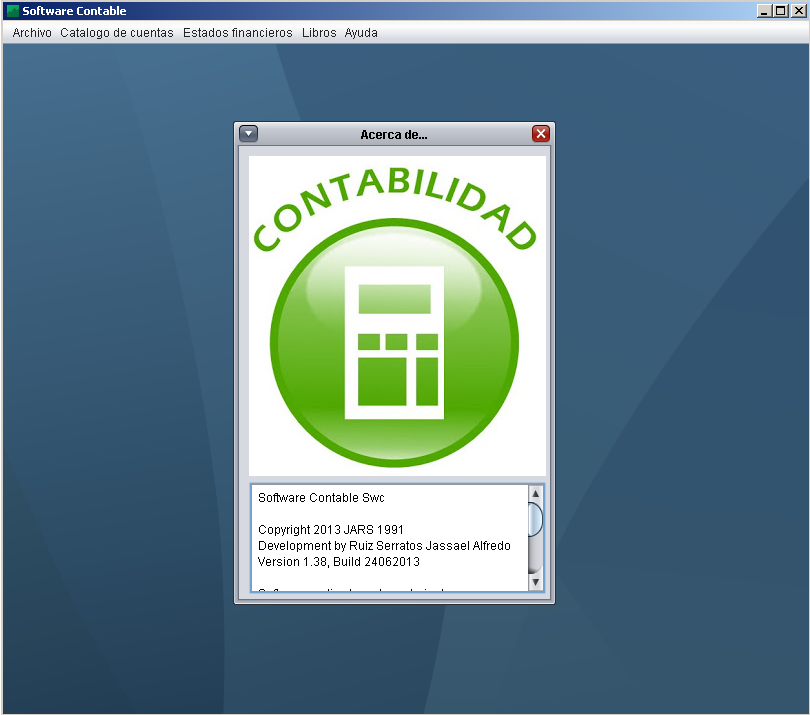 Software Contable
Archivo Catalogo de cuentas Estados financieros Libros Ayuda
Acerca de...
CONTABILIDAD
Software Contable Swc
Copyright 2013 JARS 1991
Development by Ruiz Serratos Jassael Alfredo
Version 1.38, Build 24062013